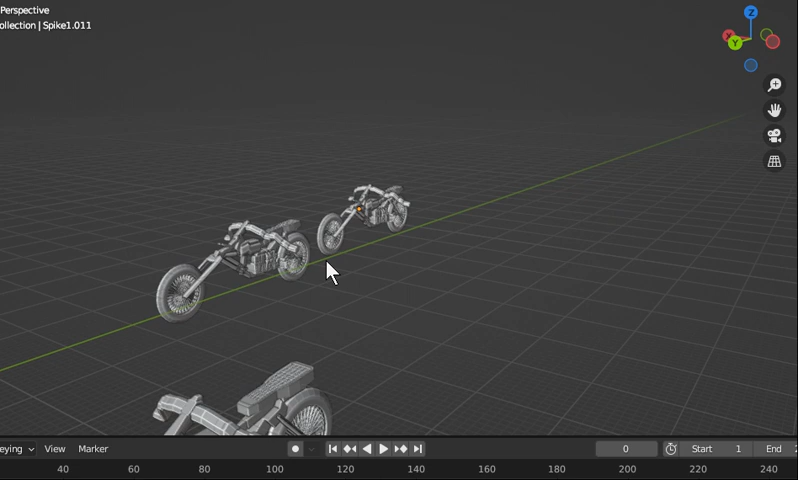 Perspective
ollection | Spike1.011
Z
X
Y
eying View Marker
0
Start 1
End
40 60 80 100 120 140 160 180 200 220 240